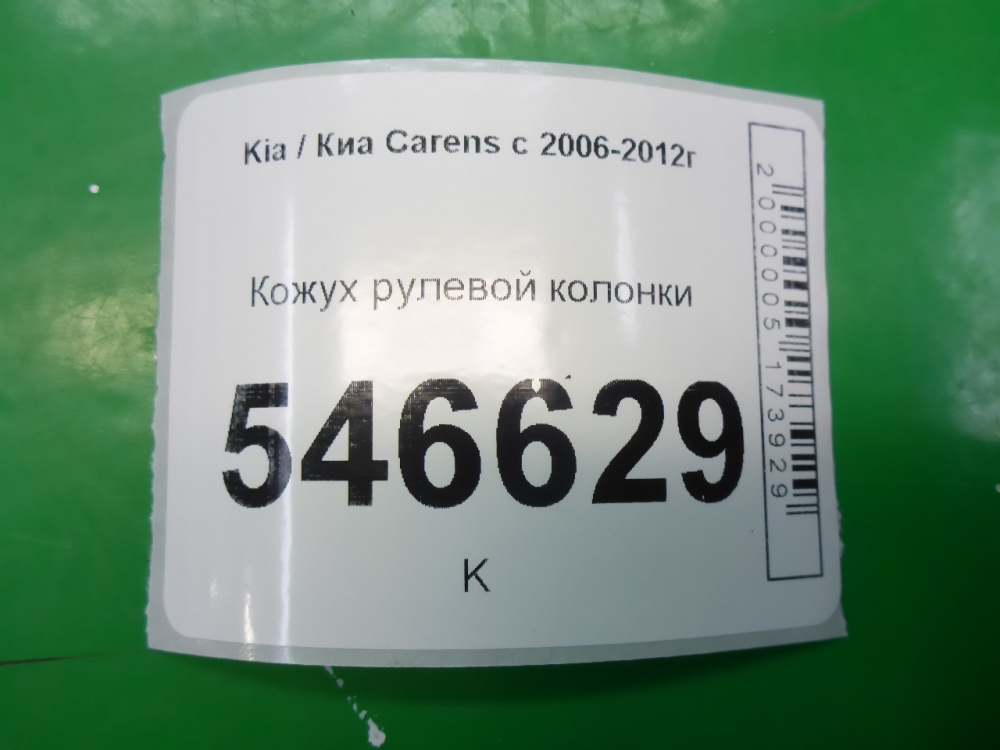 Kia / Киа Carens с 2006-2012г
Кожух рулевой колонки
546629
К
2000005173929